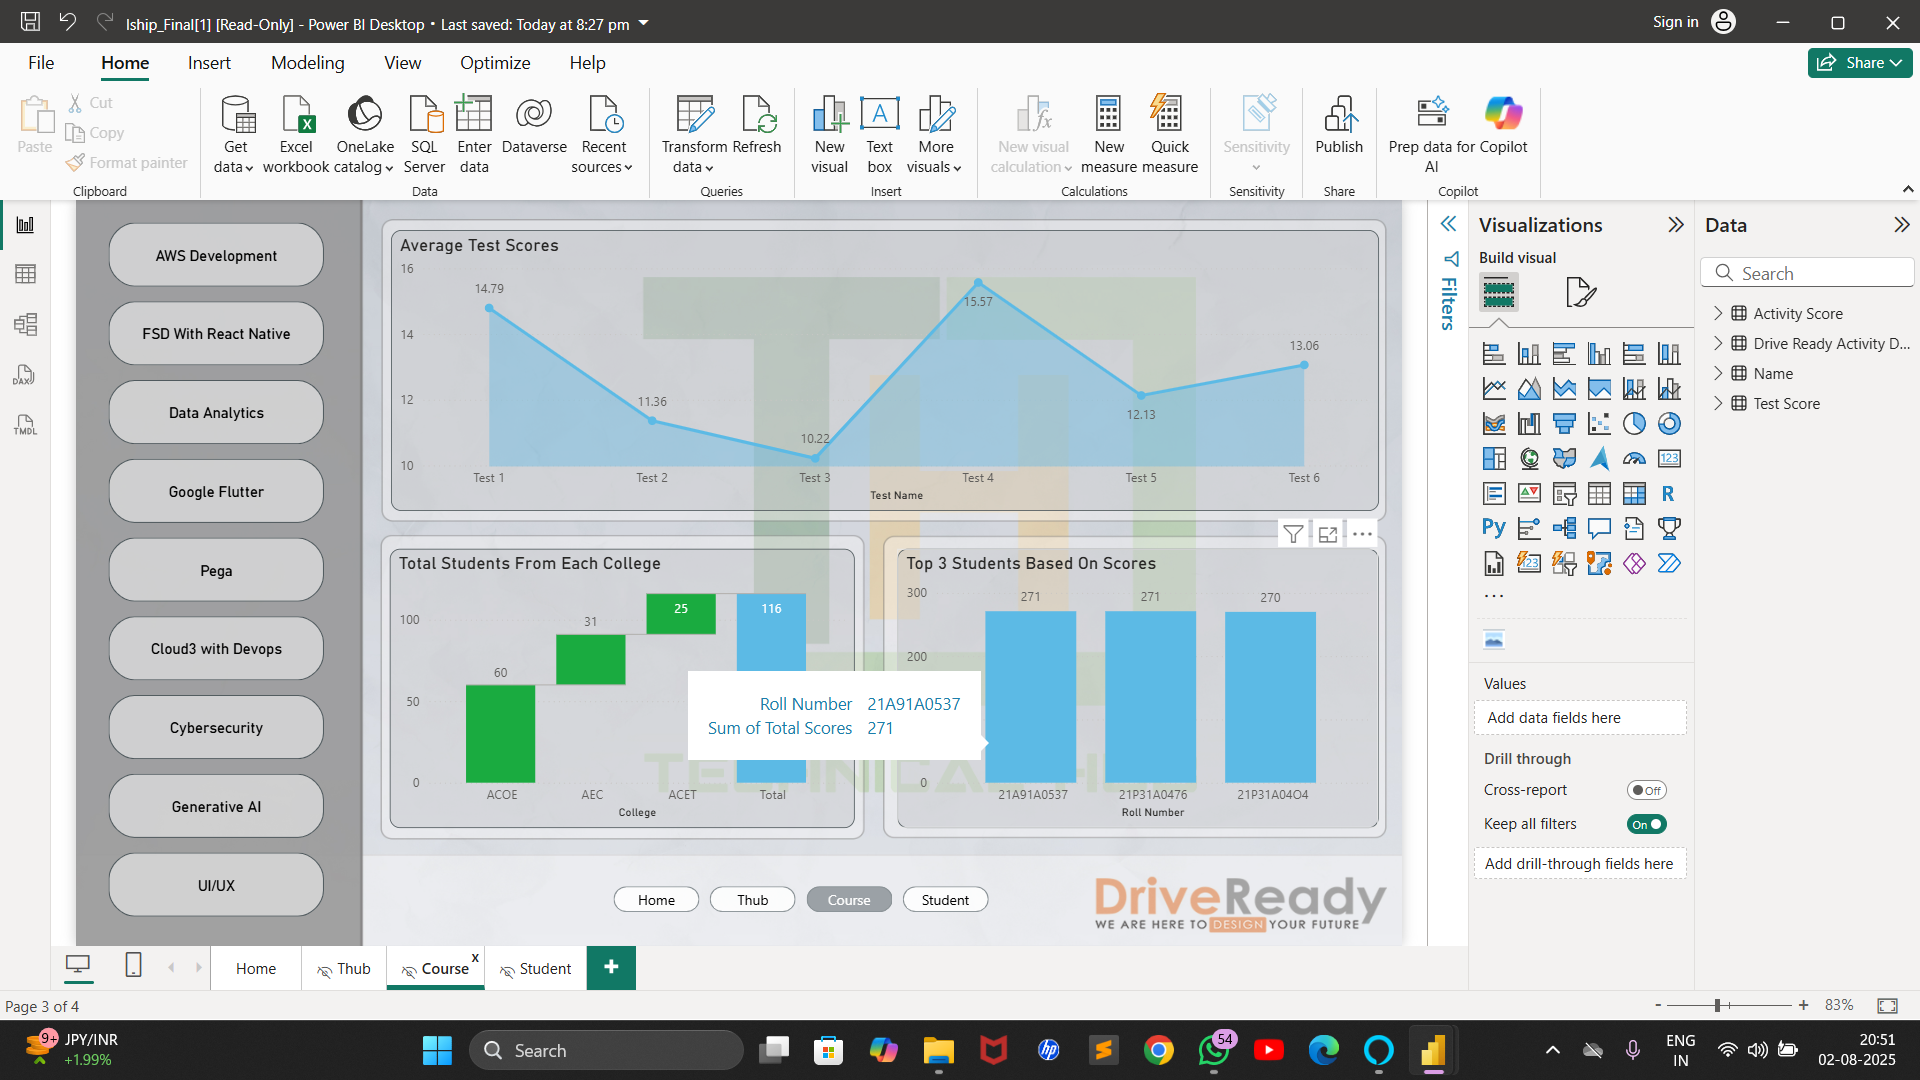 Iship_Final[1] [Read-Only] - Power BI Desktop • Last saved: Today at 8:27 pm
Sign in
File
Home
Insert
Modeling
View
Optimize
Help
Share
Paste
Cut
Copy
Format painter
Clipboard
Get data
Excel workbook
OneLake catalog
SQL Server
Enter data
Dataverse
Recent sources
Data
Transform data
Refresh
Queries
New visual
Text box
More visuals
Insert
New visual calculation
New measure
Quick measure
Calculations
Sensitivity
Sensitivity
Publish
Share
Prep data for AI
Copilot
Copilot
DAX
TMDL
AWS Development
FSD With React Native
Data Analytics
Google Flutter
Pega
Cloud3 with Devops
Cybersecurity
Generative AI
UI/UX
Average Test Scores
16
14
12
10
14.79
11.36
10.22
15.57
12.13
13.06
Test 1
Test 2
Test 3
Test 4
Test 5
Test 6
Test Name
Total Students From Each College
100
50
0
60
31
25
116
ACOE
AEC
ACET
Total
College
Top 3 Students Based On Scores
300
200
0
271
271
270
21A91A0537
21P31A0476
21P31A04O4
Roll Number
Roll Number 21A91A0537
Sum of Total Scores 271
Home
Thub
Course
Student
DriveReady
WE ARE HERE TO DESIGN YOUR FUTURE
Filters
Visualizations
Build visual
123
R
Py
123
...
Values
Add data fields here
Drill through
Cross-report
Off
Keep all filters
On
Add drill-through fields here
Data
Search
Activity Score
Drive Ready Activity D...
Name
Test Score
Home
Thub
Course
x
Student
+
Page 3 of 4
- + 83%
9+
JPY/INR
+1.99%
Search
hp
54
ENG
IN
20:51
02-08-2025